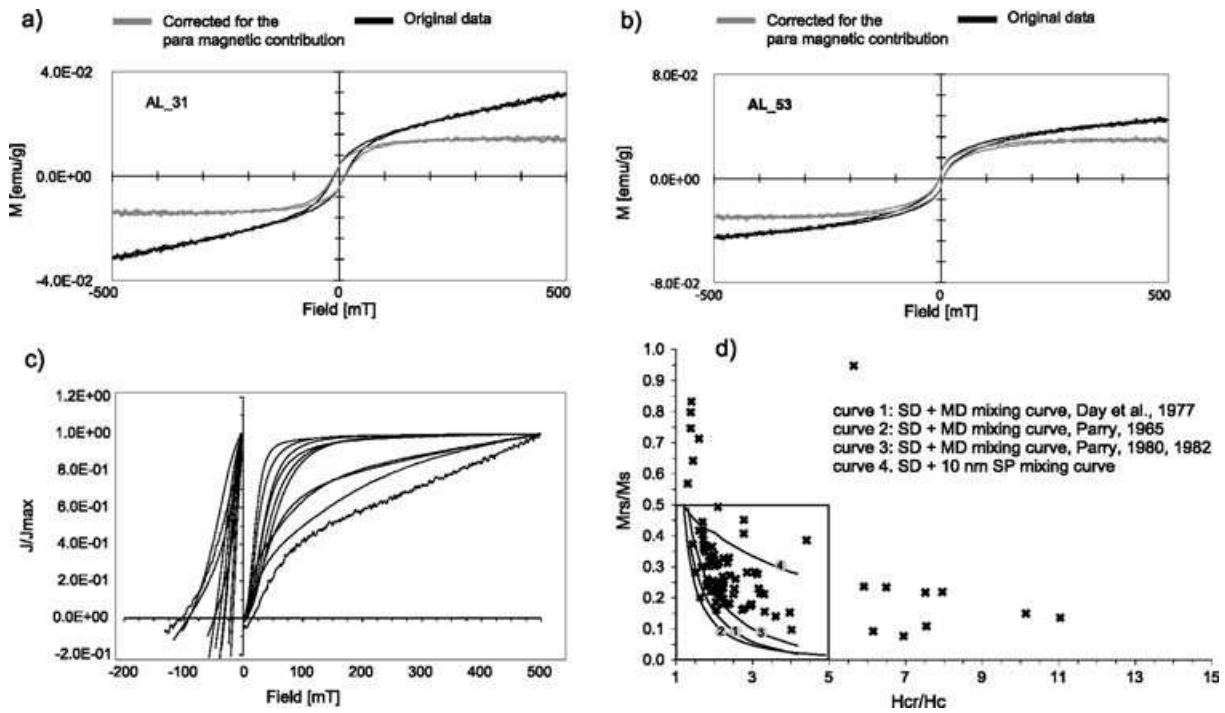 a)
Corrected for the
para magnetic contribution
Original data
4.0E-02
AL_31
M [emu/g]
0.0E+00
-4.0E-02
-500
0
500
Field [mT]
b)
Corrected for the
para magnetic contribution
Original data
8.0E-02
AL_53
M [emu/g]
0.0E+00
-8.0E-02
-500
0
500
Field [mT]
c)
1.2E+00
1.0E+00
8.0E-01
6.0E-01
4.0E-01
2.0E-01
0.0E+00
-2.0E-01
J/Jmax
-200
-100
0
100
200
300
400
500
Field [mT]
d)
1.0
0.9
0.8
0.7
0.6
0.5
0.4
0.3
0.2
0.1
0.0
Mrs/Ms
curve 1: SD + MD mixing curve, Day et al., 1977
curve 2: SD + MD mixing curve, Parry, 1965
curve 3: SD + MD mixing curve, Parry, 1980, 1982
curve 4. SD + 10 nm SP mixing curve
4
2
1
3
1
3
5
7
9
11
13
15
Hcr/Hc